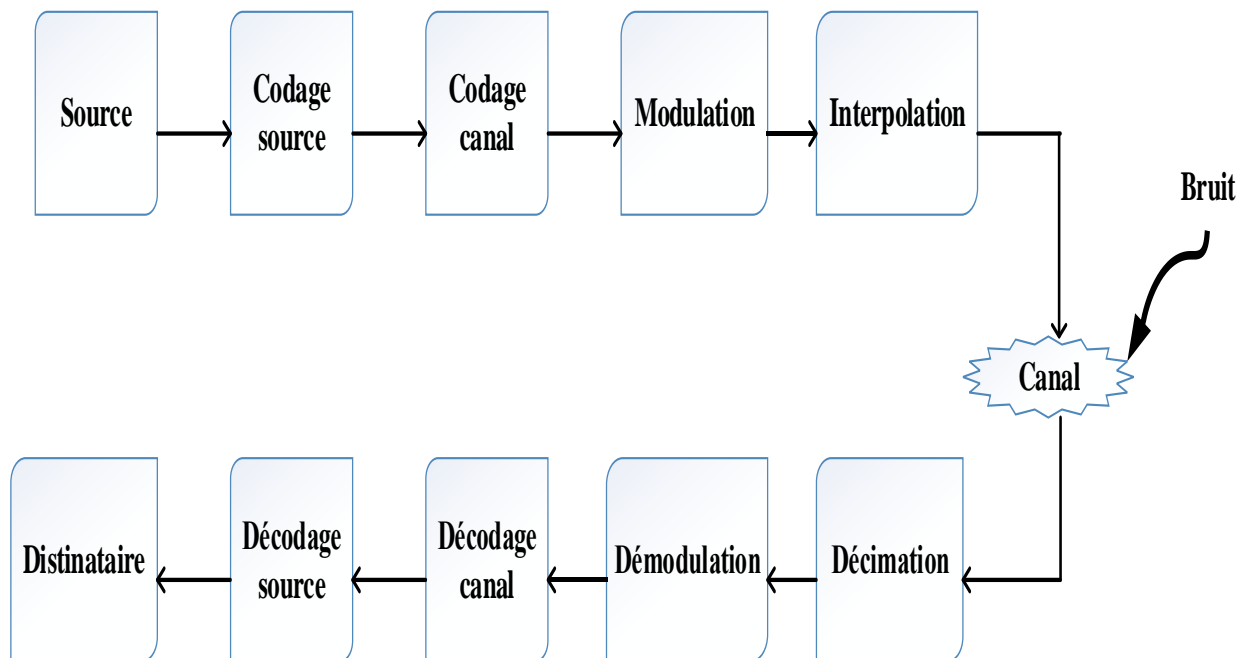 Source
Codage
source
Codage
canal
Modulation
Interpolation
Bruit
Canal
Distinataire
Décodage
source
Décodage
canal
Démodulation
Décimation